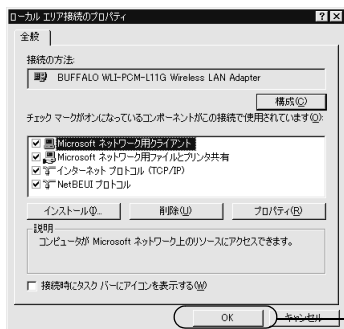 ローカル エリア接続のプロパティ
全般
接続の方法:
BUFFALO WLI-PCM-L11G Wireless LAN Adapter
構成(C)
チェック マークがオンになっているコンポーネントがこの接続で使用されています(O):
Microsoft ネットワーク用クライアント
Microsoft ネットワーク用ファイルとプリンタ共有
インターネット プロトコル (TCP/IP)
NetBEUI プロトコル
インストール(I)...
削除(U)
プロパティ(R)
説明
コンピュータが Microsoft ネットワーク上のリソースにアクセスできます。
接続時にタスク バーにアイコンを表示する(W)
OK
キャンセル